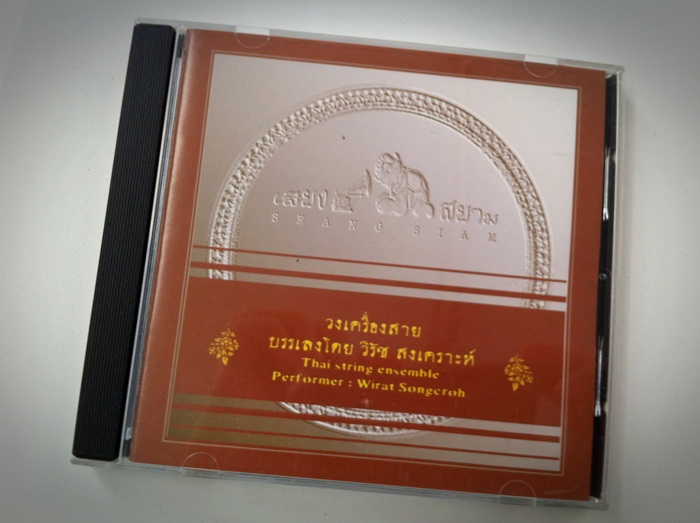 เสียง สยาม
SEANG SIAM
วงเครื่องสาย
บรรเลงโดย วิรัช สงเคราะห์
Thai string ensemble
Performer : Wirat Songcroh